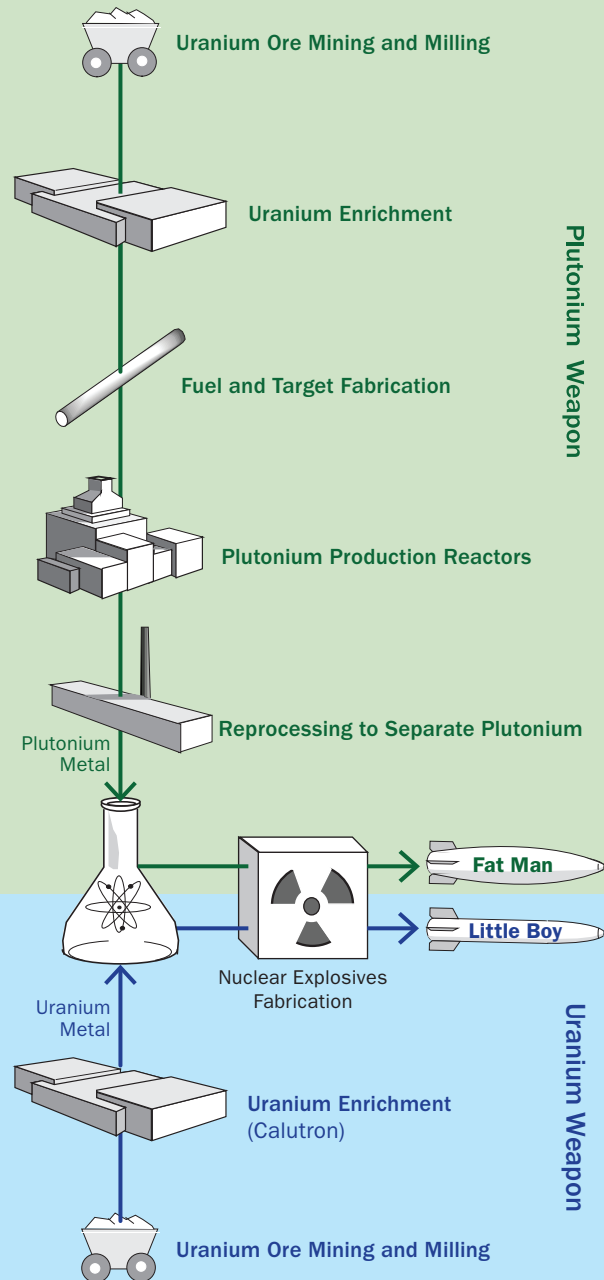 Uranium Ore Mining and Milling
Uranium Enrichment
Plutonium Weapon
Fuel and Target Fabrication
Plutonium Production Reactors
Reprocessing to Separate Plutonium
Plutonium
Metal
Fat Man
Little Boy
Nuclear Explosives
Fabrication
Uranium
Metal
Uranium Weapon
Uranium Enrichment
(Calutron)
Uranium Ore Mining and Milling